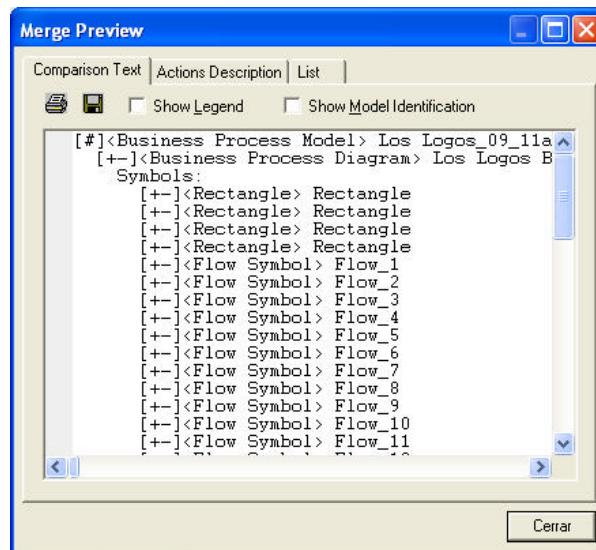 Merge Preview
Comparison Text Actions Description List
Show Legend Show Model Identification
[#]<Business Process Model> Los Logos_09_11a
[+-]<Business Process Diagram> Los Logos B
Symbols:
[+-]<Rectangle> Rectangle
[+-]<Rectangle> Rectangle
[+-]<Rectangle> Rectangle
[+-]<Rectangle> Rectangle
[+-]<Flow Symbol> Flow_1
[+-]<Flow Symbol> Flow_2
[+-]<Flow Symbol> Flow_3
[+-]<Flow Symbol> Flow_4
[+-]<Flow Symbol> Flow_5
[+-]<Flow Symbol> Flow_6
[+-]<Flow Symbol> Flow_7
[+-]<Flow Symbol> Flow_8
[+-]<Flow Symbol> Flow_9
[+-]<Flow Symbol> Flow_10
[+-]<Flow Symbol> Flow_11
Cerrar